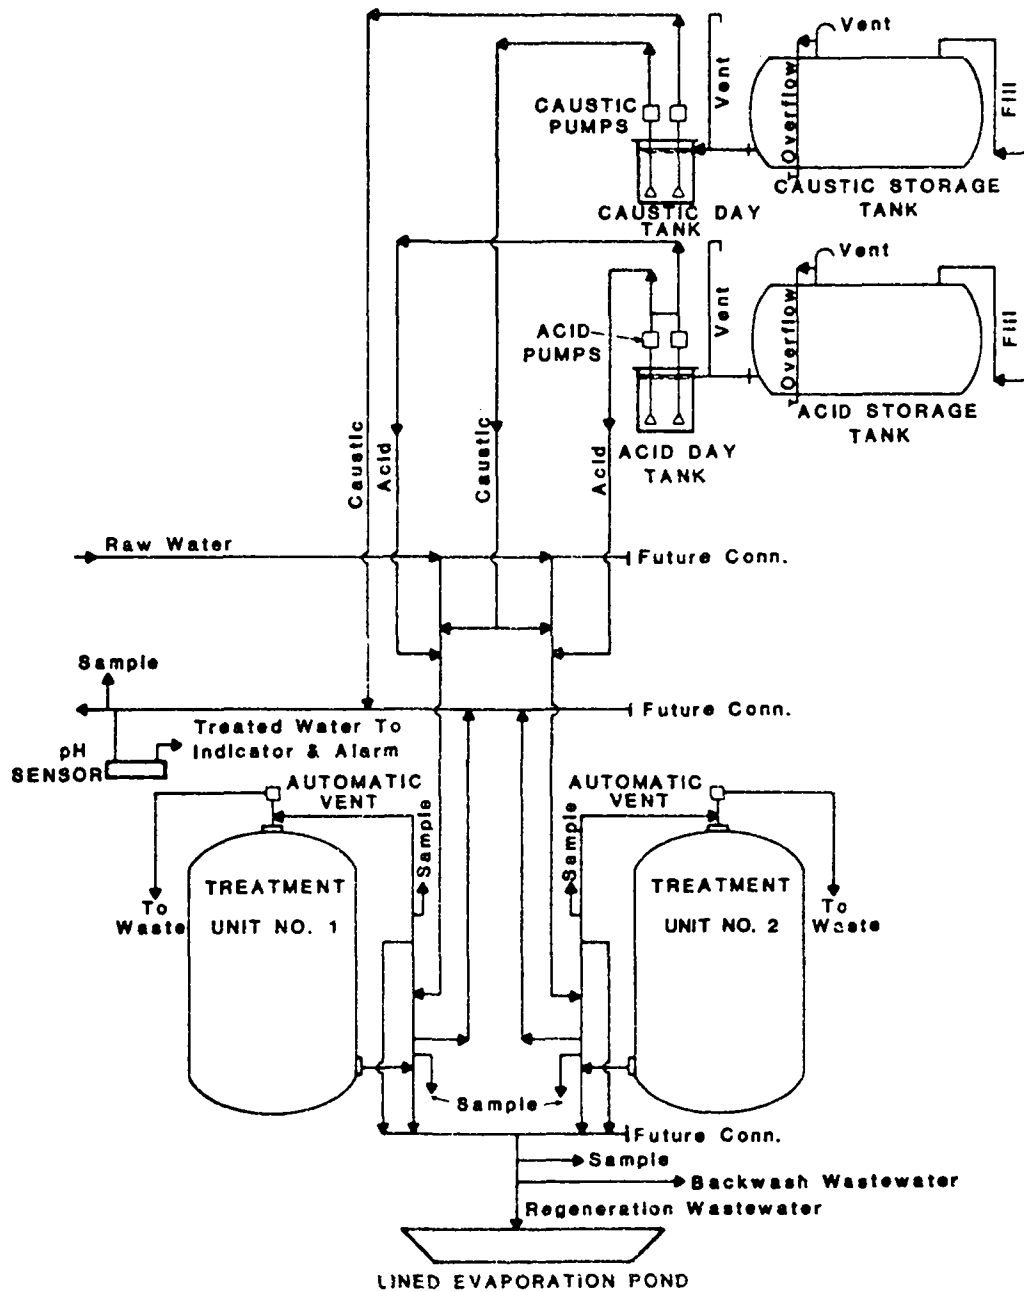 Vent
CAUSTIC
PUMPS
Vent
Overflow
Fill
CAUSTIC STORAGE
TANK
CAUSTIC DAY
TANK
Vent
ACID
PUMPS
Vent
Overflow
Fill
ACID STORAGE
TANK
ACID DAY
TANK
Caustic
Acid
Caustic
Acid
Raw Water
Future Conn.
Sample
Future Conn.
Treated Water To
Indicator & Alarm
pH
SENSOR
AUTOMATIC
VENT
AUTOMATIC
VENT
Sample
Sample
TREATMENT
UNIT NO. 1
To
Waste
TREATMENT
UNIT NO. 2
To
Waste
Sample
Future Conn.
Sample
Backwash Wastewater
Regeneration Wastewater
LINED EVAPORATION POND